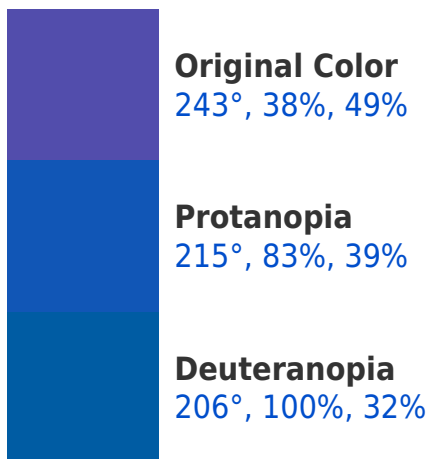 Original Color
243°, 38%, 49%
Protanopia
215°, 83%, 39%
Deuteranopia
206°, 100%, 32%